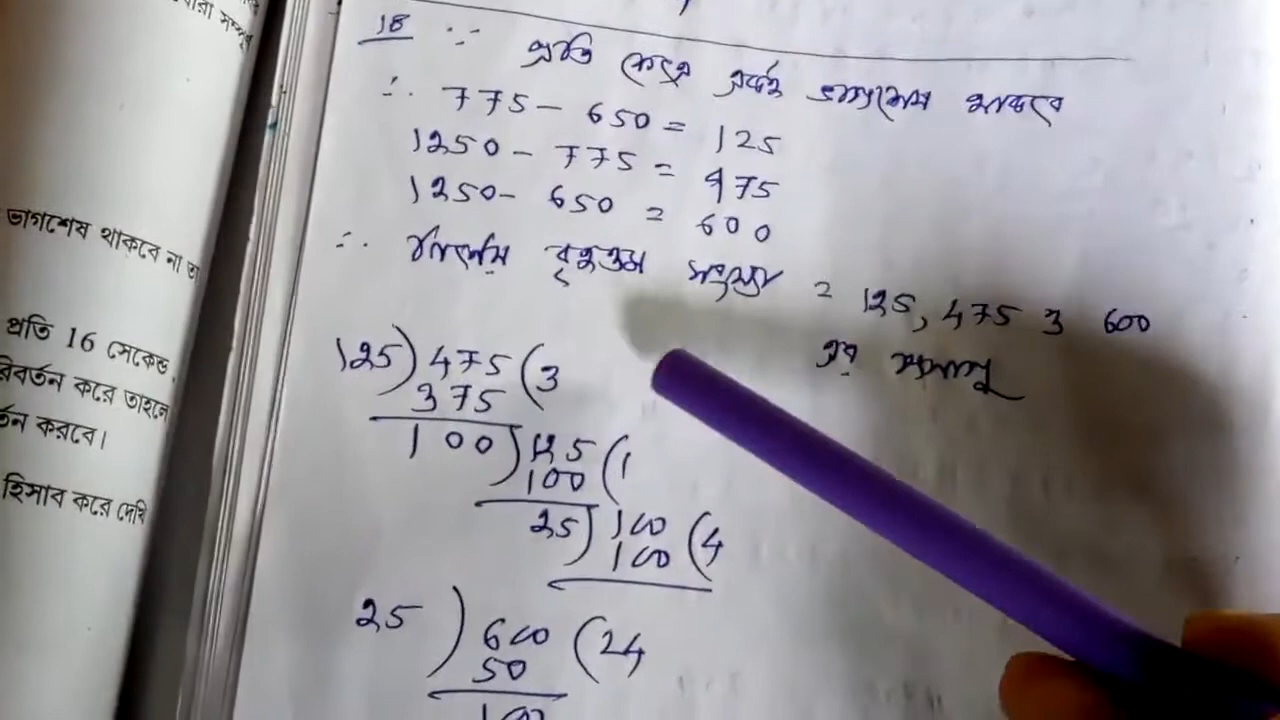 যারা সম্পূর্ণ
ভাগশেষ থাকবে না তা
প্রতি 16 সেকেন্ড
রিবর্তন করে তাহলে
র্তন করবে।
হিসাব করে দেখি
18 ∵ প্রতি ক্ষেত্রে একই ভাগশেষ থাকবে
∴ 775 - 650 = 125
1250 - 775 = 475
1250 - 650 = 600
∴ নির্ণেয় বৃহত্তম সংখ্যা = 125, 475 ও 600
এর গসাগু
125) 475 (3
375
100) 125 (1
100
25) 100 (4
100
25) 600 (24
50
100